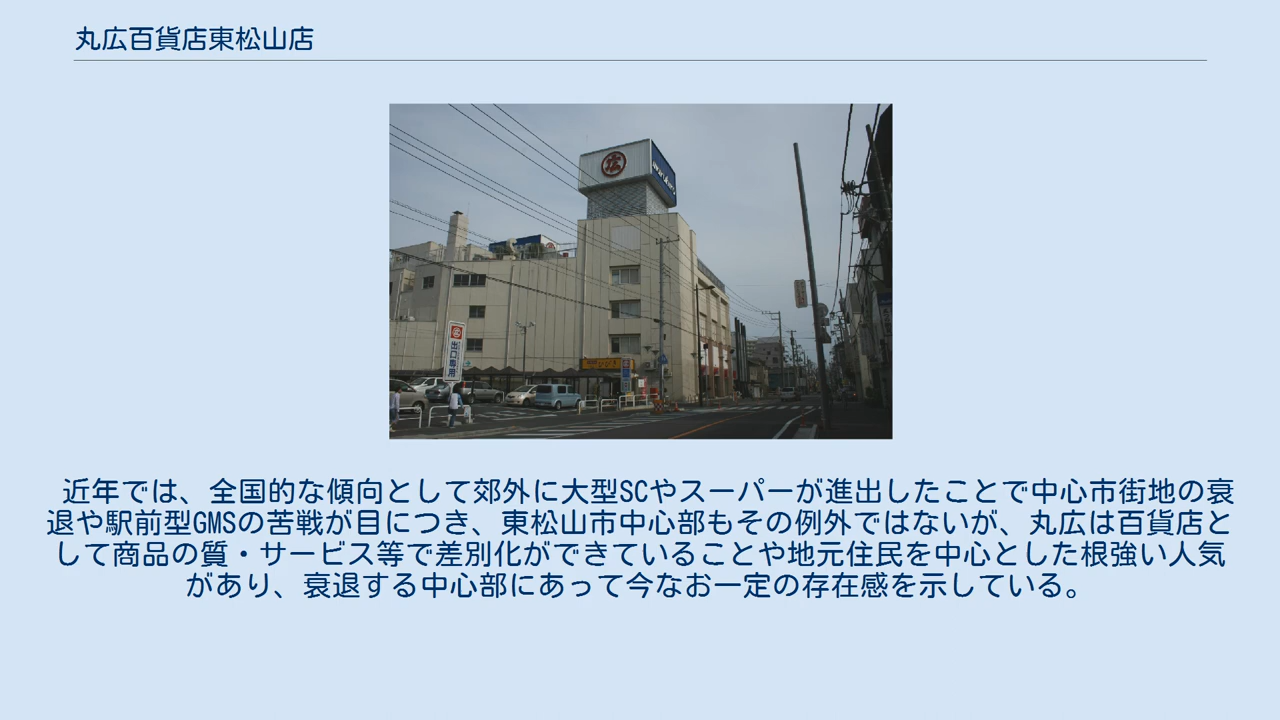 丸広百貨店東松山店
広
出口専用
近年では、全国的な傾向として郊外に大型SCやスーパーが進出したことで中心市街地の衰
退や駅前型GMSの苦戦が目につき、東松山市中心部もその例外ではないが、丸広は百貨店と
して商品の質・サービス等で差別化ができていることや地元住民を中心とした根強い人気
があり、衰退する中心部にあって今なお一定の存在感を示している。